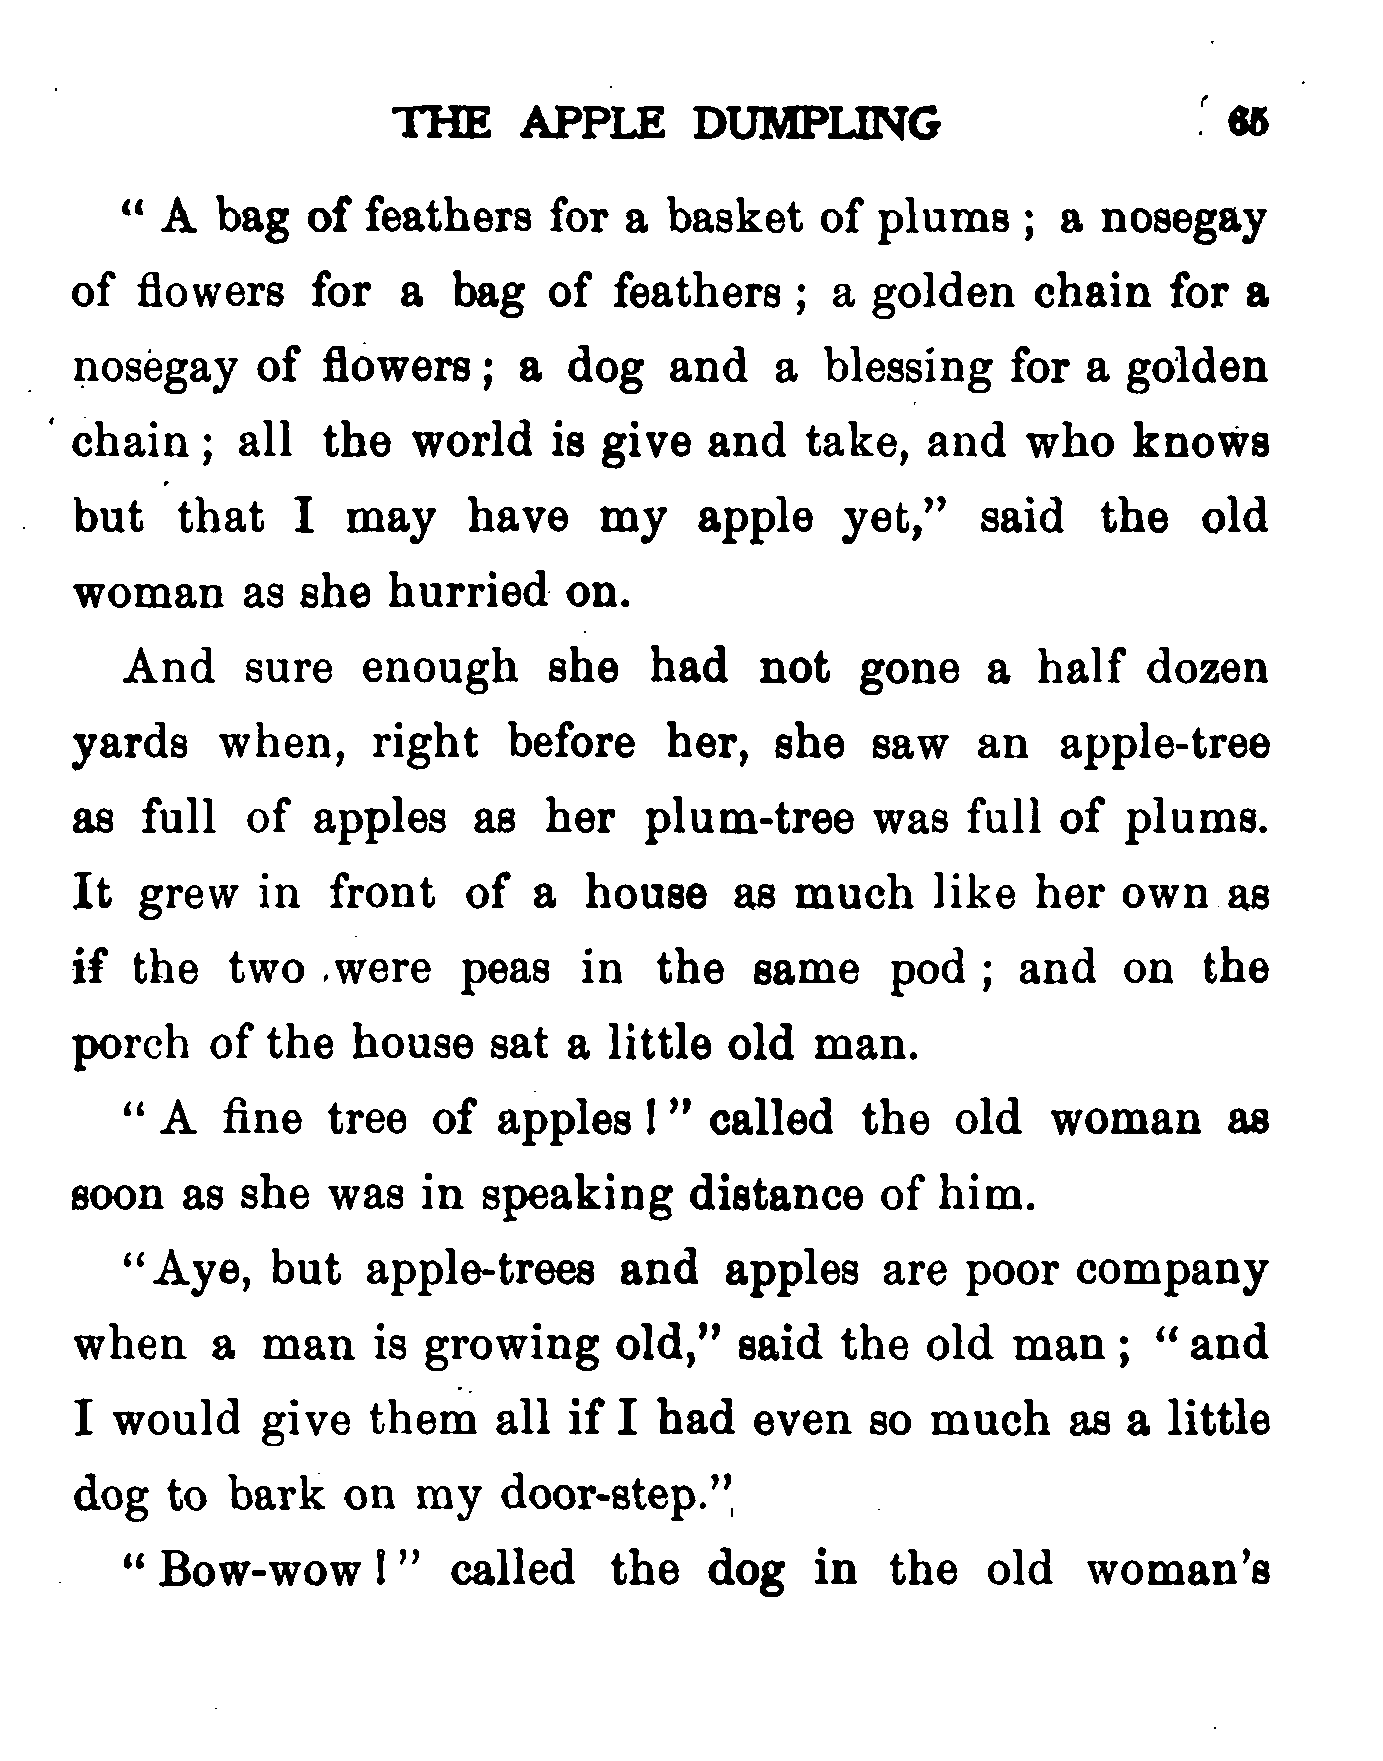 THE APPLE DUMPLING 65
“ A bag of feathers for a basket of plums ; a nosegay
of flowers for a bag of feathers ; a golden chain for a
nosegay of flowers ; a dog and a blessing for a golden
chain ; all the world is give and take, and who knows
but that I may have my apple yet,” said the old
woman as she hurried on.
And sure enough she had not gone a half dozen
yards when, right before her, she saw an apple-tree
as full of apples as her plum-tree was full of plums.
It grew in front of a house as much like her own as
if the two were peas in the same pod ; and on the
porch of the house sat a little old man.
“ A fine tree of apples ! ” called the old woman as
soon as she was in speaking distance of him.
“ Aye, but apple-trees and apples are poor company
when a man is growing old,” said the old man ; “ and
I would give them all if I had even so much as a little
dog to bark on my door-step.”
“ Bow-wow ! ” called the dog in the old woman's